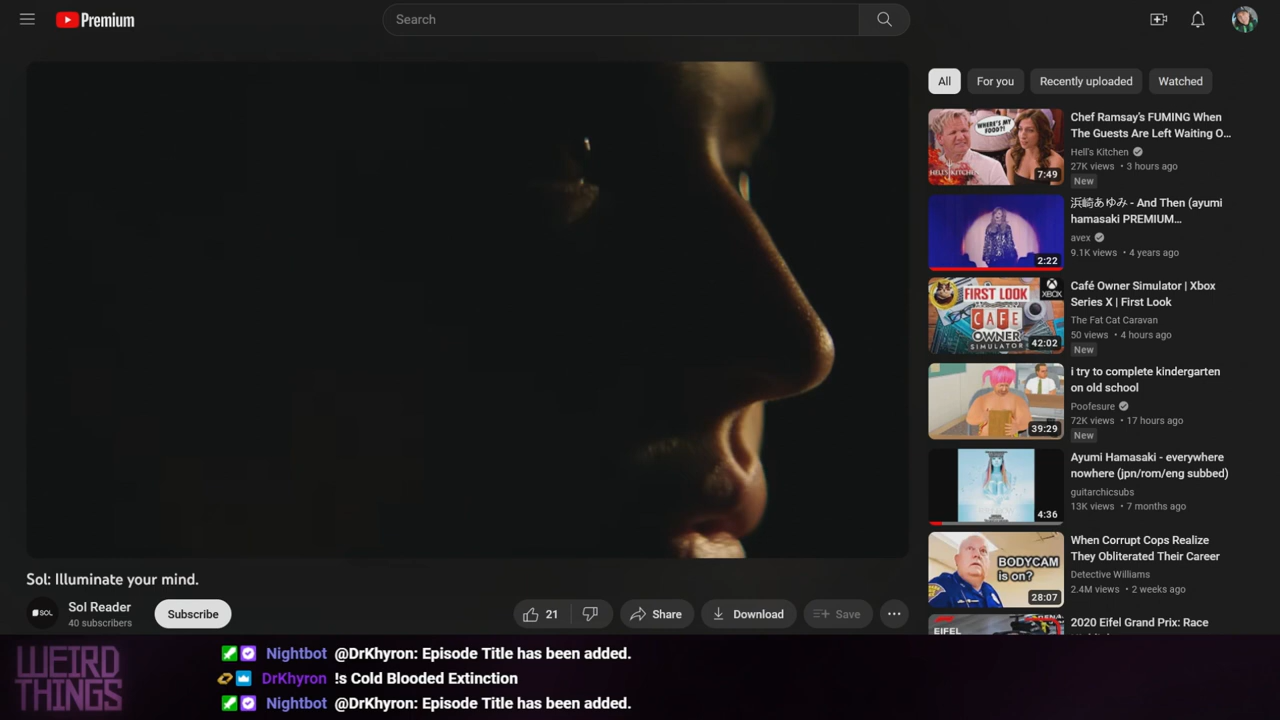 Premium
Search
All
For you
Recently uploaded
Watched
WHERE'S MY FOOD?!
HELL'S KITCHEN
7:49
Chef Ramsay's FUMING When
The Guests Are Left Waiting O...
Hell's Kitchen
27K views • 3 hours ago
New
2:22
浜崎あゆみ - And Then (ayumi
hamasaki PREMIUM...
avex
9.1K views • 4 years ago
FIRST LOOK
XBOX
CAFE
OWNER
SIMULATOR
42:02
Café Owner Simulator | Xbox
Series X | First Look
The Fat Cat Caravan
50 views • 4 hours ago
New
39:29
i try to complete kindergarten
on old school
Poofesure
72K views • 17 hours ago
New
4:36
Ayumi Hamasaki - everywhere
nowhere (jpn/rom/eng subbed)
guitarchicsubs
13K views • 7 months ago
BODYCAM
is on?
28:07
When Corrupt Cops Realize
They Obliterated Their Career
Detective Williams
2.4M views • 2 weeks ago
EIFEL
2020 Eifel Grand Prix: Race
Sol: Illuminate your mind.
SOL
Sol Reader
40 subscribers
Subscribe
21
Share
Download
Save
WEIRD
THINGS
Nightbot @DrKhyron: Episode Title has been added.
DrKhyron !s Cold Blooded Extinction
Nightbot @DrKhyron: Episode Title has been added.